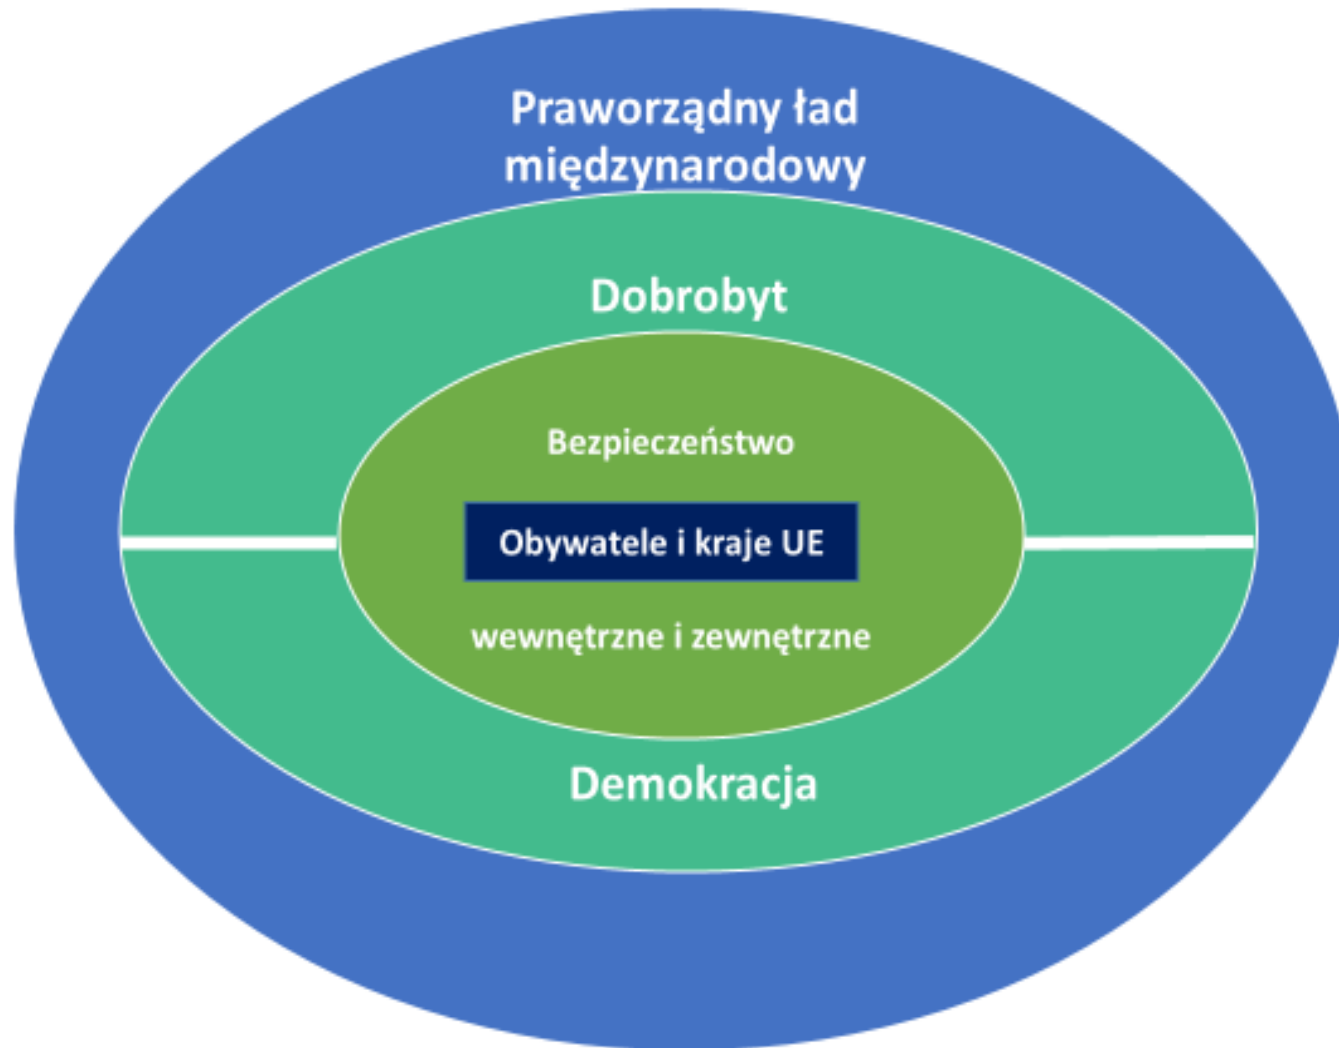 Praworządny ład
międzynarodowy
Dobrobyt
Bezpieczeństwo
Obywatele i kraje UE
wewnętrzne i zewnętrzne
Demokracja